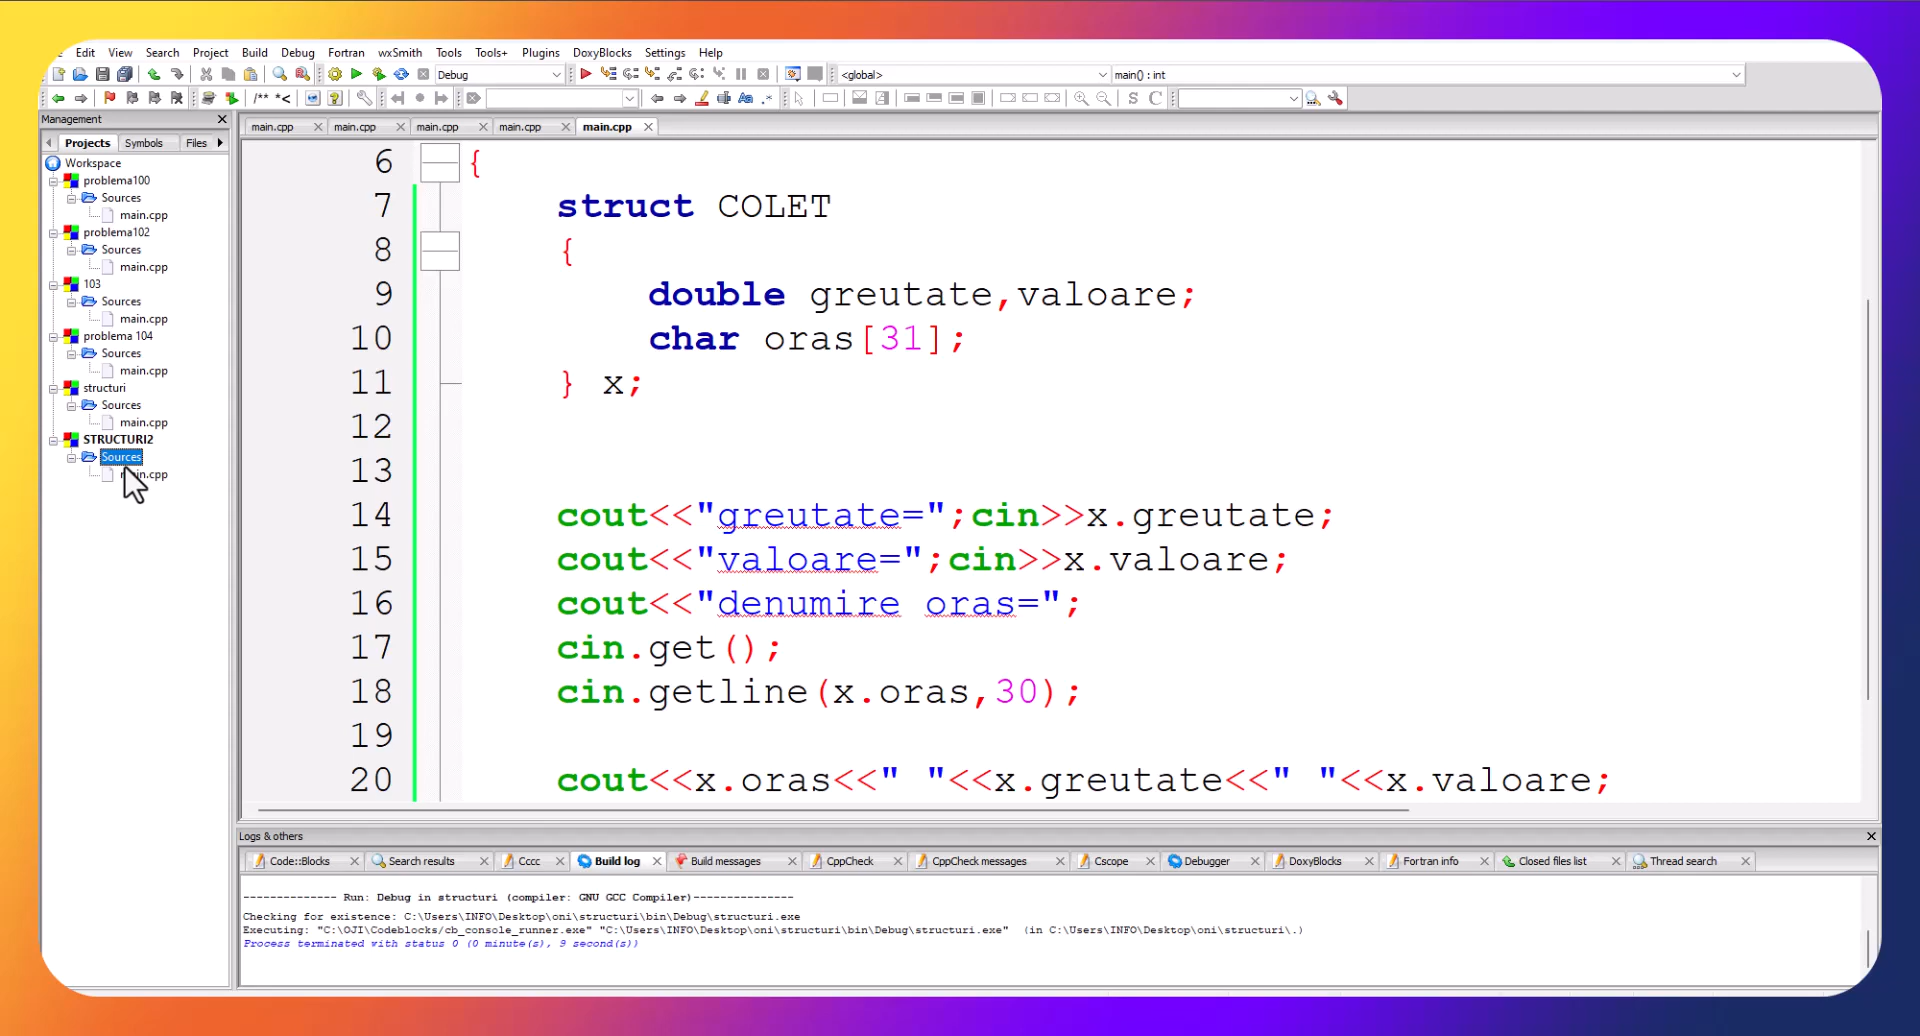 Edit View Search Project Build Debug Fortran wxSmith Tools Tools+ Plugins DoxyBlocks Settings Help
Debug <global> main() : int
/** *< Aa .* S C
Management
Projects Symbols Files
main.cpp main.cpp main.cpp main.cpp main.cpp
Workspace
problema100
Sources
main.cpp
problema102
Sources
main.cpp
103
Sources
main.cpp
problema 104
Sources
main.cpp
structuri
Sources
main.cpp
STRUCTURI2
Sources
6 {
7 struct COLET
8 {
9 double greutate,valoare;
10 char oras[31];
11 } x;
12
13
14 cout<<"greutate=";cin>>x.greutate;
15 cout<<"valoare=";cin>>x.valoare;
16 cout<<"denumire oras=";
17 cin.get();
18 cin.getline(x.oras,30);
19
20 cout<<x.oras<<" "<<x.greutate<<" "<<x.valoare;
Logs & others
Code::Blocks Search results Cccc Build log Build messages CppCheck CppCheck messages Cscope Debugger DoxyBlocks Fortran info Closed files list Thread search
-------------- Run: Debug in structuri (compiler: GNU GCC Compiler)---------------
Checking for existence: C:\Users\INFO\Desktop\oni\structuri\bin\Debug\structuri.exe
Executing: "C:\OJI\Codeblocks/cb_console_runner.exe" "C:\Users\INFO\Desktop\oni\structuri\bin\Debug\structuri.exe" (in C:\Users\INFO\Desktop\oni\structuri\.)
Process terminated with status 0 (0 minute(s), 9 second(s))